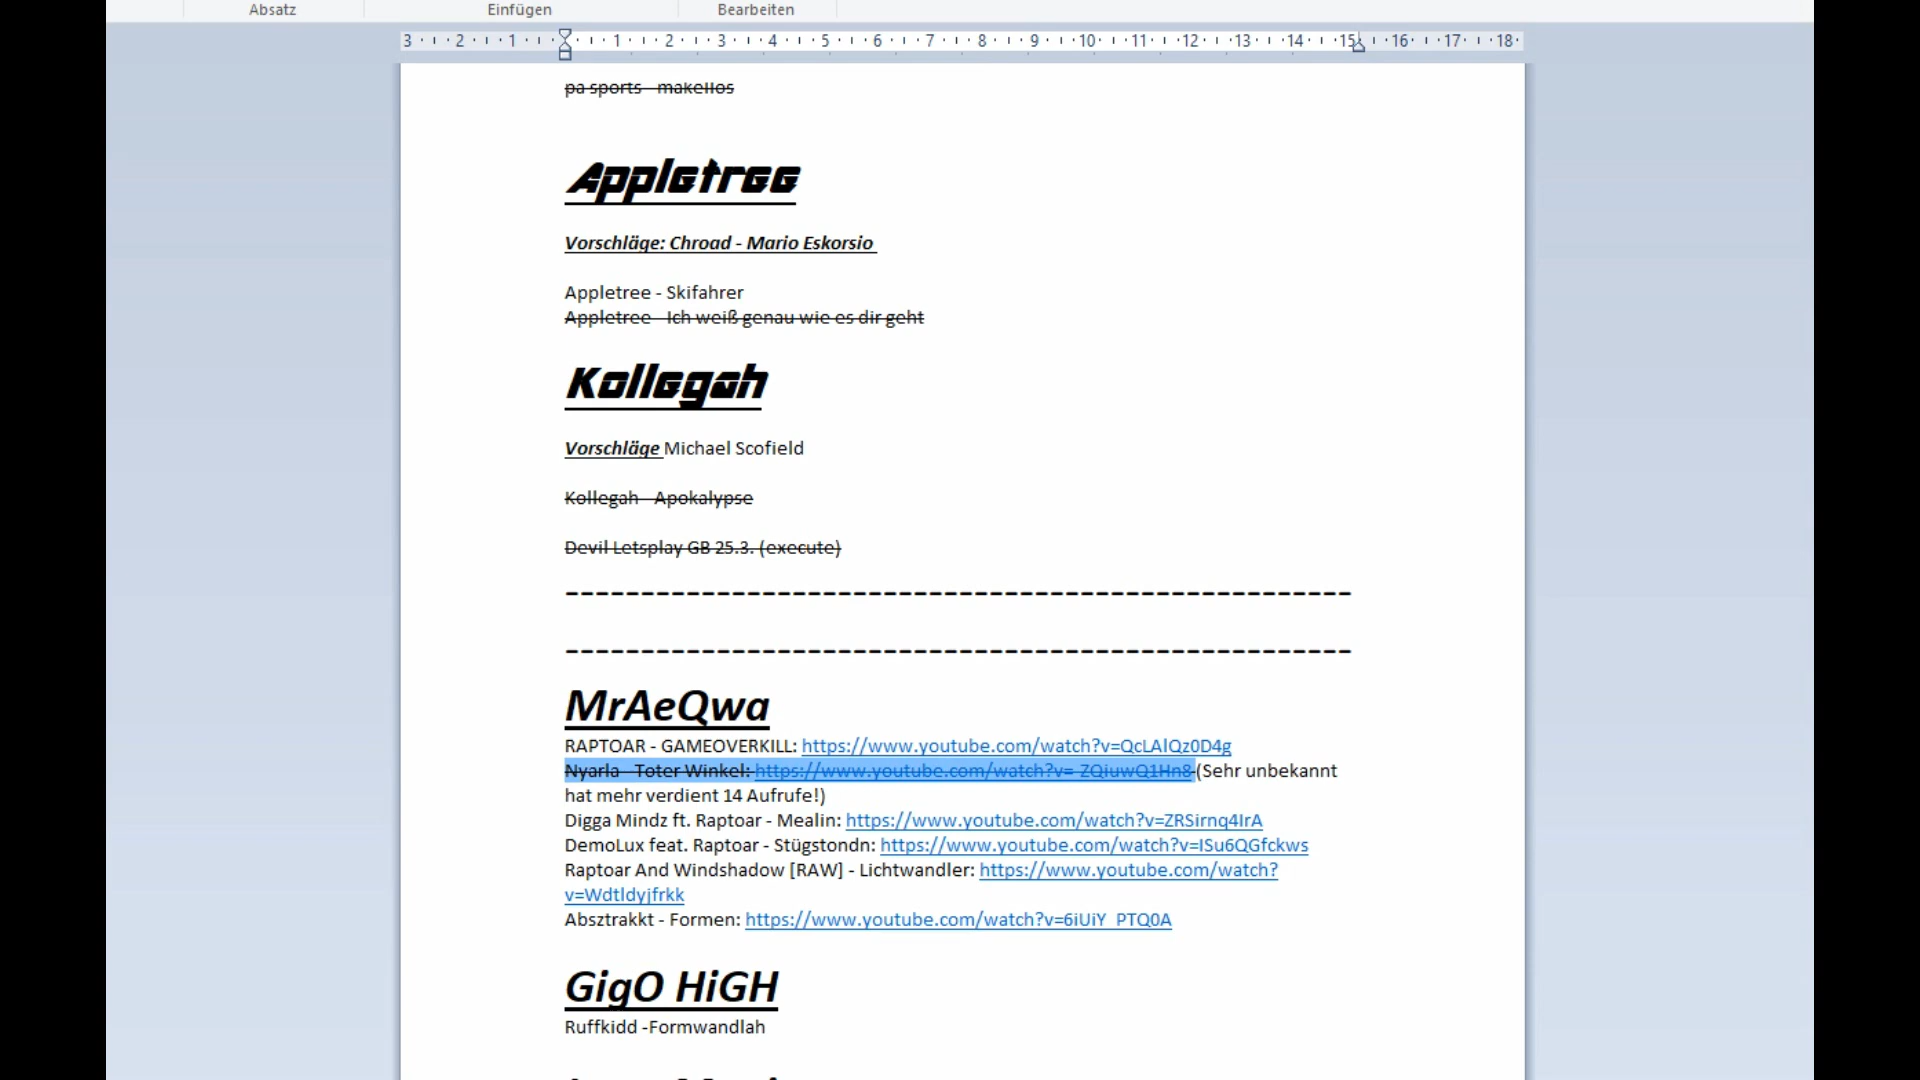 Absatz Einfügen Bearbeiten
3 2 1 1 2 3 4 5 6 7 8 9 10 11 12 13 14 15 16 17 18
pa sports - makellos
Appletree
Vorschläge: Chroad - Mario Eskorsio
Appletree - Skifahrer
Appletree - Ich weiß genau wie es dir geht
Kollegah
Vorschläge Michael Scofield
Kollegah - Apokalypse
Devil Letsplay GB 25.3. (execute)
----------------------------------------------------
----------------------------------------------------
MrAeQwa
RAPTOAR - GAMEOVERKILL: https://www.youtube.com/watch?v=QcLAlQz0D4g
Nyarla - Toter Winkel: https://www.youtube.com/watch?v=-ZQiuwQ1Hn8 (Sehr unbekannt
hat mehr verdient 14 Aufrufe!)
Digga Mindz ft. Raptoar - Mealin: https://www.youtube.com/watch?v=ZRSirnq4IrA
DemoLux feat. Raptoar - Stügstondn: https://www.youtube.com/watch?v=ISu6QGfckws
Raptoar And Windshadow [RAW] - Lichtwandler: https://www.youtube.com/watch?
v=Wdtldyjfrkk
Absztrakkt - Formen: https://www.youtube.com/watch?v=6iUiY_PTQ0A
GigO HiGH
Ruffkidd -Formwandlah